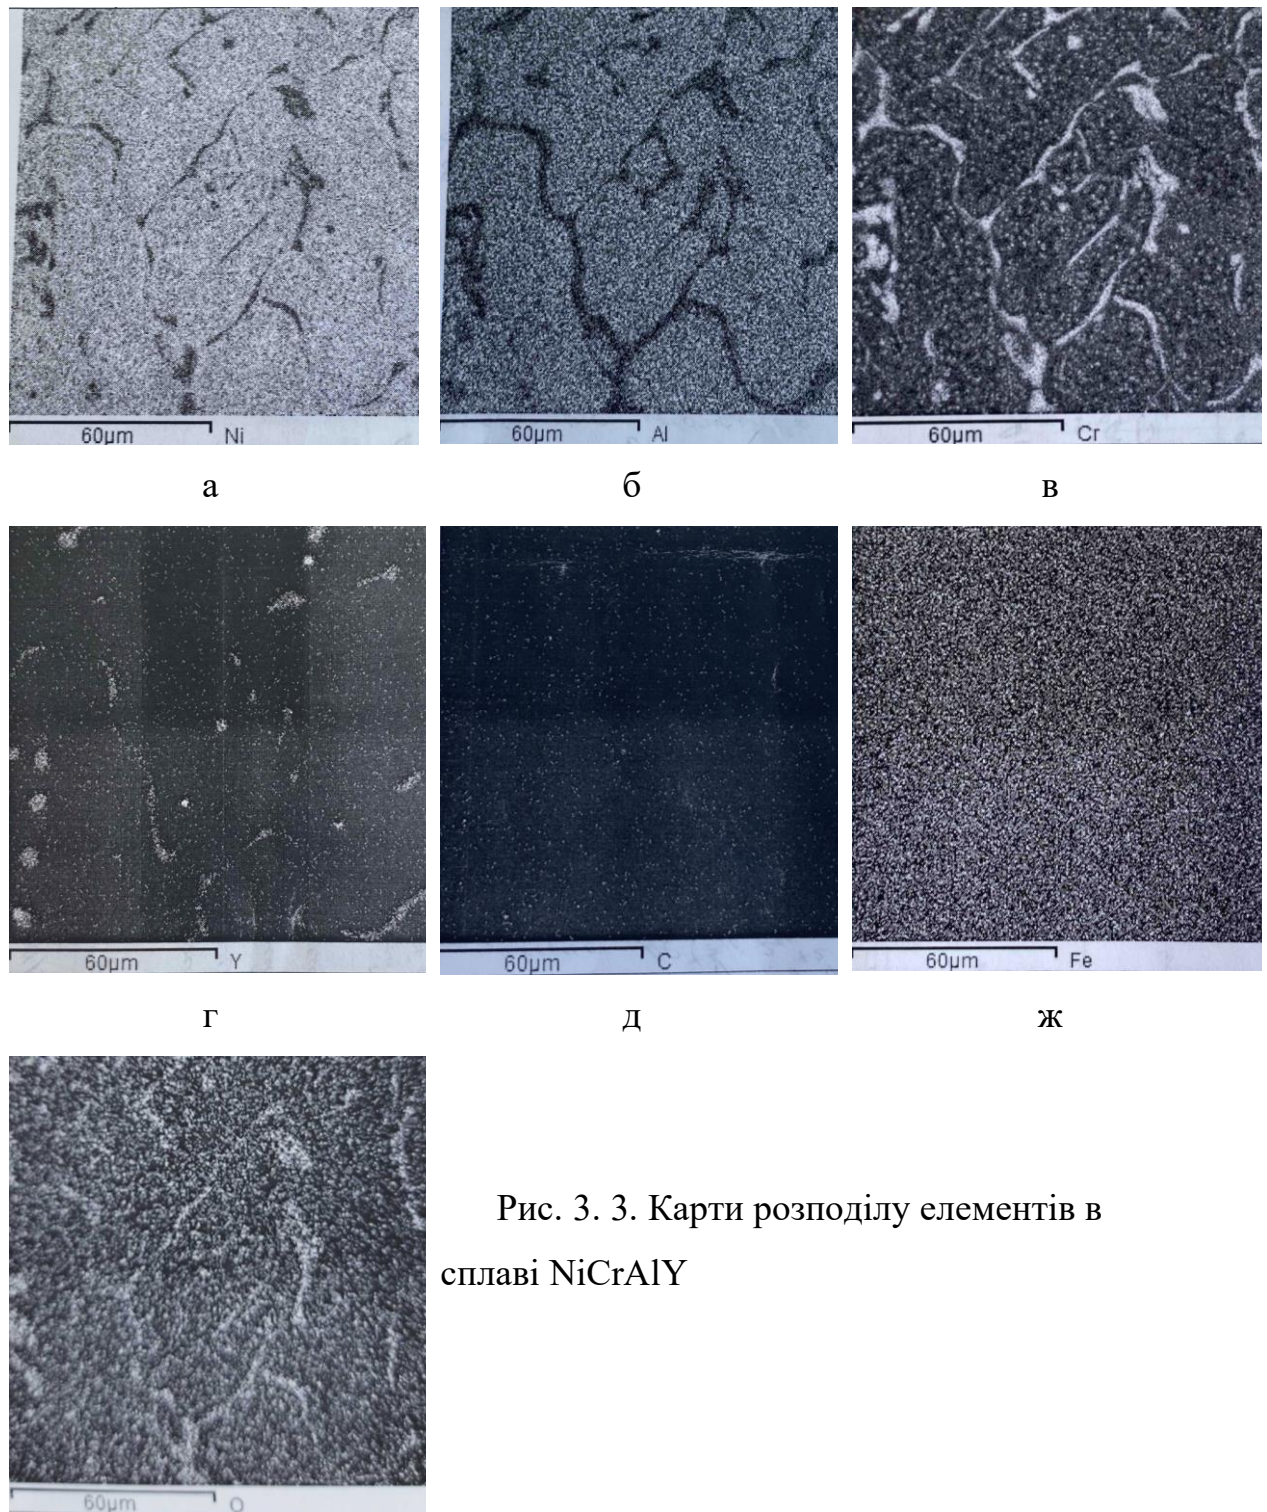 60µm Ni
60µm Al
60µm Cr
а
б
в
60µm Y
60µm C
60µm Fe
г
д
ж
60µm O
Рис. 3. 3. Карти розподілу елементів в
сплаві NiCrAlY